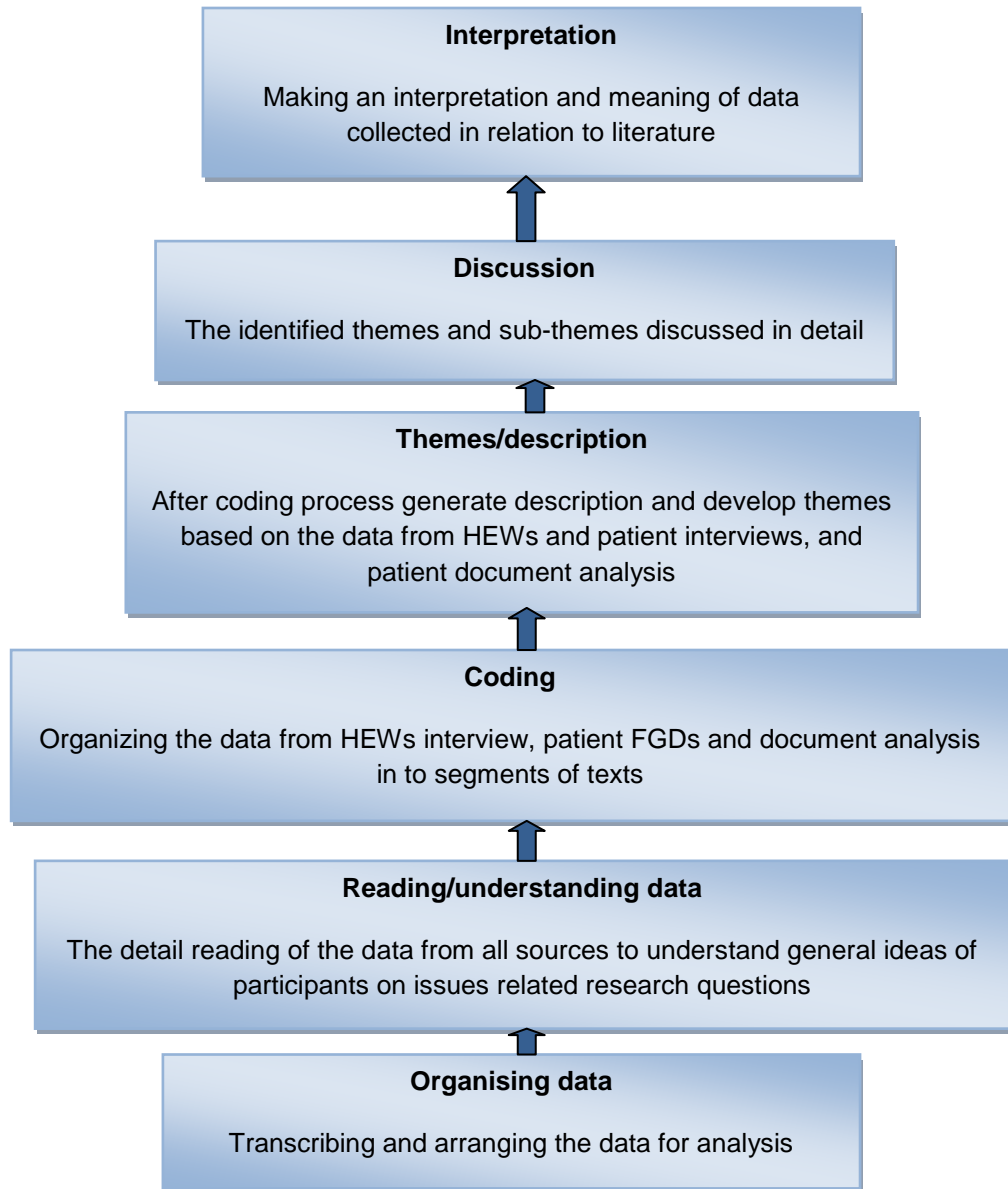 Interpretation
Making an interpretation and meaning of data
collected in relation to literature
Discussion
The identified themes and sub-themes discussed in detail
Themes/description
After coding process generate description and develop themes
based on the data from HEWs and patient interviews, and
patient document analysis
Coding
Organizing the data from HEWs interview, patient FGDs and document analysis
in to segments of texts
Reading/understanding data
The detail reading of the data from all sources to understand general ideas of
participants on issues related research questions
Organising data
Transcribing and arranging the data for analysis